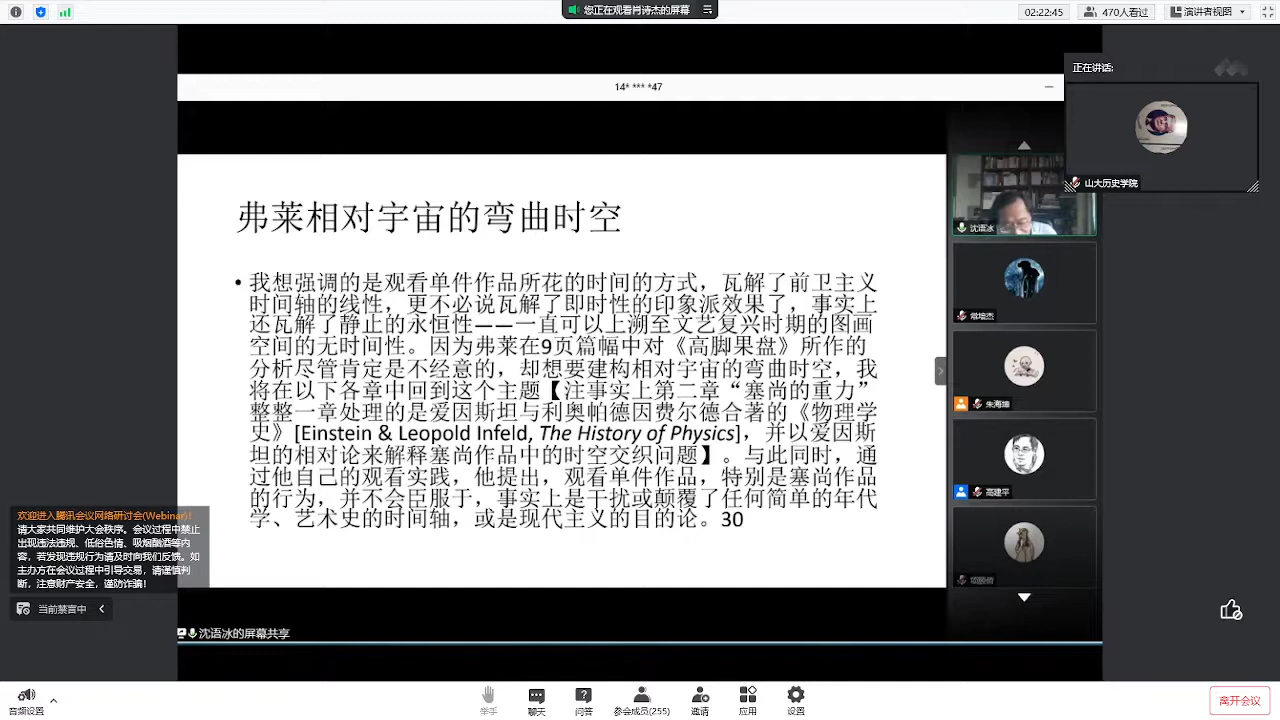 您正在观看肖诗杰的屏幕
02:22:45
470人看过
演讲者视图
14* *** *47
正在讲话:
山大历史学院
弗莱相对宇宙的弯曲时空
• 我想强调的是观看单件作品所花的时间的方式，瓦解了前卫主义
时间轴的线性，更不必说瓦解了即时性的印象派效果了，事实上
还瓦解了静止的永恒性——一直可以上溯至文艺复兴时期的图画
空间的无时间性。因为弗莱在9页篇幅中对《高脚果盘》所作的
分析尽管肯定是不经意的，却想要建构相对宇宙的弯曲时空，我
将在以下各章中回到这个主题【注事实上第二章“塞尚的重力”
整整一章处理的是爱因斯坦与利奥帕德因费尔德合著的《物理学
史》[Einstein & Leopold Infeld, The History of Physics]，并以爱因斯
坦的相对论来解释塞尚作品中的时空交织问题】。与此同时，通
过他自己的观看实践，他提出，观看单件作品，特别是塞尚作品
的行为，并不会臣服于，事实上是干扰或颠覆了任何简单的年代
学、艺术史的时间轴，或是现代主义的目的论。30
沈语冰
常培杰
朱海坤
高建平
欢迎进入腾讯会议网络研讨会(Webinar)!
请大家共同维护大会秩序。会议过程中禁止
出现违法违规、低俗色情、吸烟酗酒等内
容，若发现违规行为请及时向我们反馈。如
主办方在会议过程中引导交易，请谨慎判
断，注意财产安全，谨防诈骗!
当前禁言中
沈语冰的屏幕共享
音频设置
举手
聊天
问答
参会成员(255)
邀请
应用
设置
离开会议